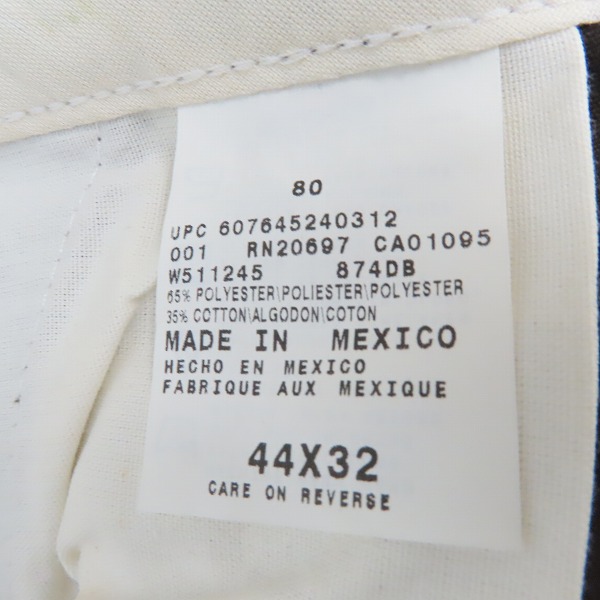 80
UPC 607645240312
001 RN20697 CA01095
W511245 874DB
65% POLYESTER\POLIESTER\POLYESTER
35% COTTON\ALGODON\COTON
MADE IN MEXICO
HECHO EN MEXICO
FABRIQUE AUX MEXIQUE
44X32
CARE ON REVERSE